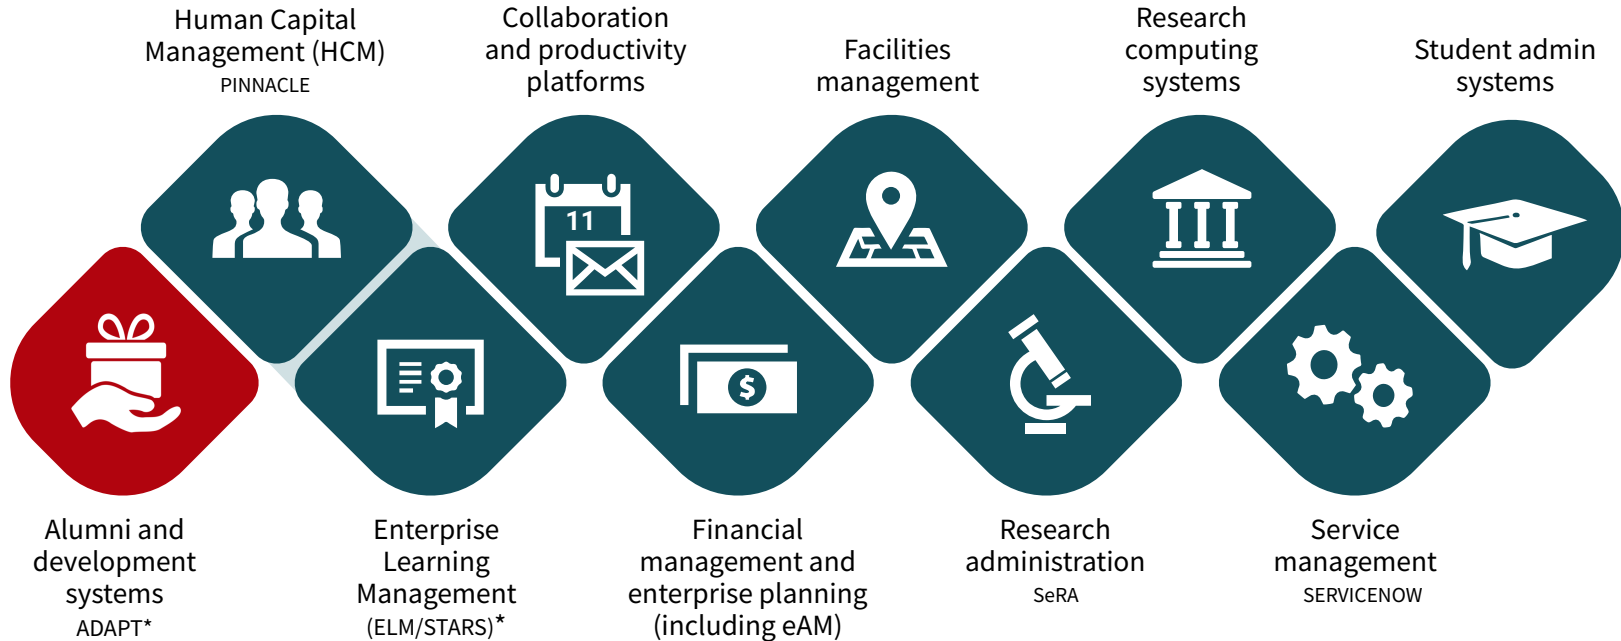 Human Capital
Management (HCM)
PINNACLE
Collaboration
and productivity
platforms
Facilities
management
Research
computing
systems
Student admin
systems
11
$
Alumni and
development
systems
ADAPT*
Enterprise
Learning
Management
(ELM/STARS)*
Financial
management and
enterprise planning
(including eAM)
Research
administration
SeRA
Service
management
SERVICENOW